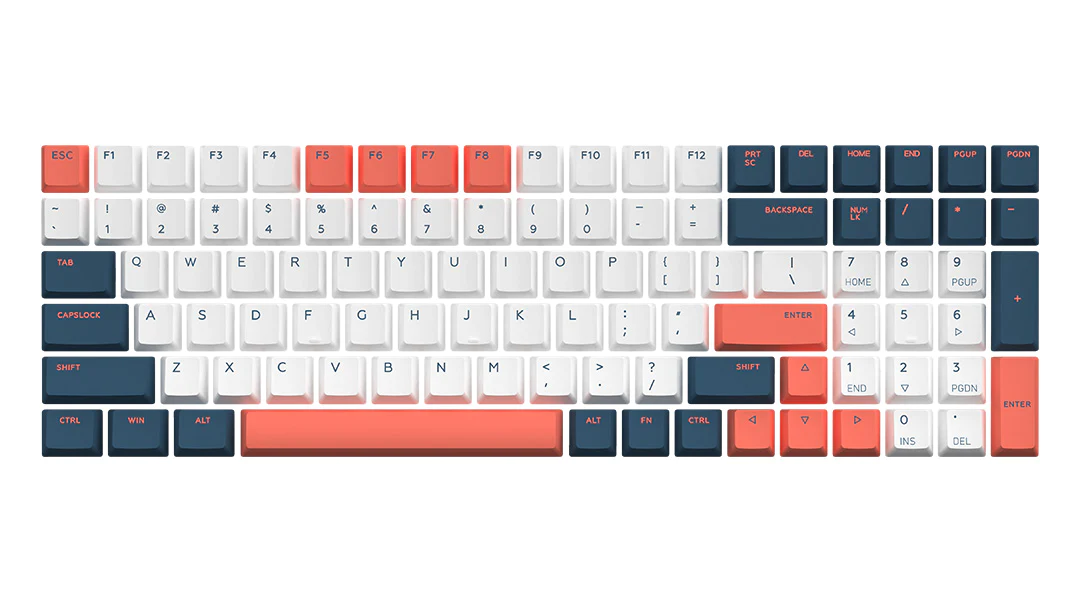 ESC F1 F2 F3 F4 F5 F6 F7 F8 F9 F10 F11 F12 PRT SC DEL HOME END PGUP PGDN
~ ! @ # $ % ^ & * ( ) — + BACKSPACE NUM LK / * –
` 1 2 3 4 5 6 7 8 9 0 - =
TAB Q W E R T Y U I O P { } | 7 8 9
[ ] \ HOME △ PGUP
+
CAPSLOCK A S D F G H J K L : " ENTER 4 5 6
; ' ◁ ▷
SHIFT Z X C V B N M < > ? SHIFT △ 1 2 3
, . / END ▽ PGDN
ENTER
CTRL WIN ALT ALT FN CTRL ◁ ▽ ▷ 0 .
INS DEL